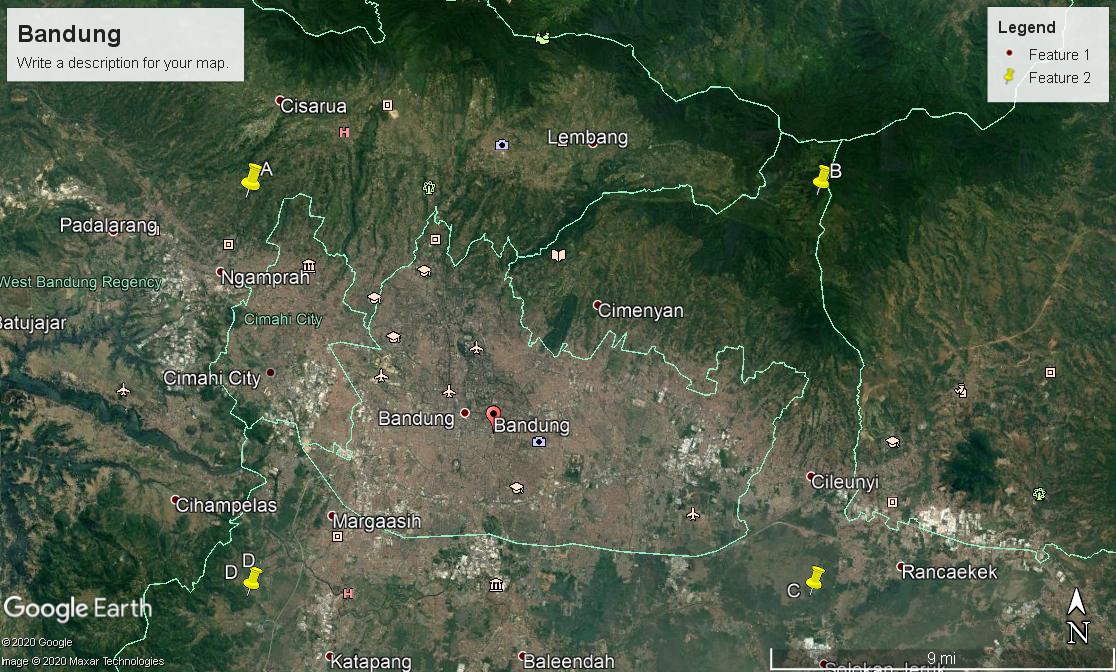 Bandung
Write a description for your map.
Legend
Feature 1
Feature 2
Cisarua
H
Lembang
A
B
Padalarang
Ngamprah
West Bandung Regency
Cimahi City
Batujajar
Cimenyan
Cimahi City
Bandung
Bandung
Cileunyi
Cihampelas
Margaasih
D
D
C
H
Rancaekek
Google Earth
N
©2020 Google
Image © 2020 Maxar Technologies
Katapang
Baleendah
9 mi
Solokan Jeruk